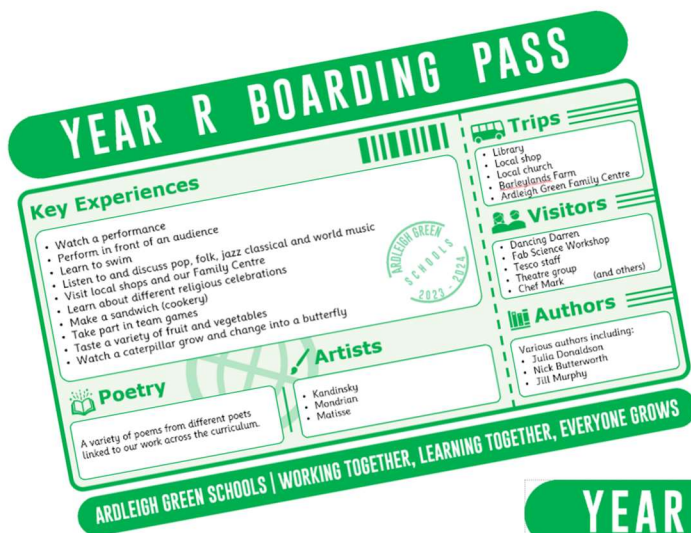 YEAR R BOARDING PASS
Key Experiences
• Watch a performance
• Perform in front of an audience
• Learn to swim
• Listen to and discuss pop, folk, jazz classical and world music
• Visit local shops and our Family Centre
• Learn about different religious celebrations
• Make a sandwich (cookery)
• Take part in team games
• Taste a variety of fruit and vegetables
• Watch a caterpillar grow and change into a butterfly
ARDLEIGH GREEN
SCHOOLS
2023 - 2024
Poetry
A variety of poems from different poets
linked to our work across the curriculum.
Artists
• Kandinsky
• Mondrian
• Matisse
Trips
• Library
• Local shop
• Local church
• Barleylands Farm
• Ardleigh Green Family Centre
Visitors
• Dancing Darren
• Fab Science Workshop
• Tesco staff
• Theatre group
• Chef Mark (and others)
Authors
Various authors including:
• Julia Donaldson
• Nick Butterworth
• Jill Murphy
ARDLEIGH GREEN SCHOOLS | WORKING TOGETHER, LEARNING TOGETHER, EVERYONE GROWS
YEAR